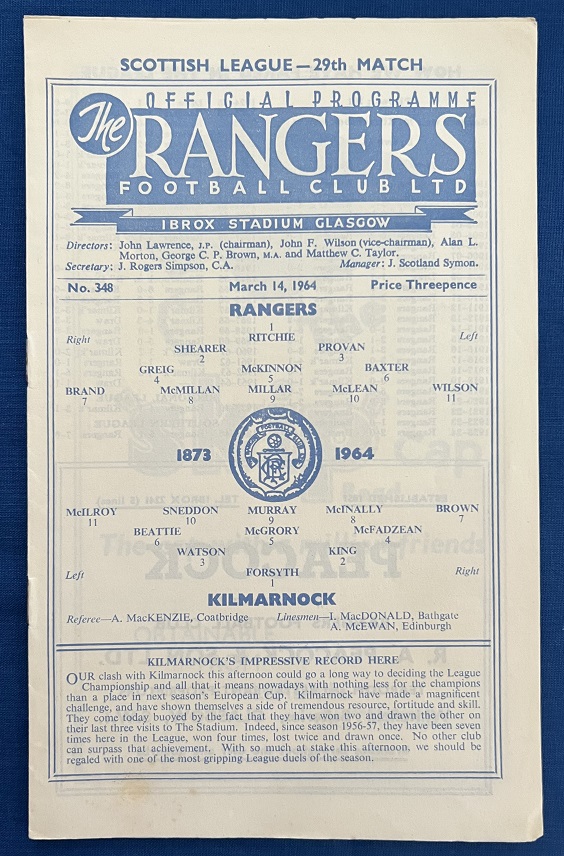 SCOTTISH LEAGUE — 29th MATCH
OFFICIAL PROGRAMME
The RANGERS
FOOTBALL CLUB LTD
IBROX STADIUM GLASGOW
Directors: John Lawrence, J.P. (chairman), John F. Wilson (vice-chairman), Alan L.
Morton, George C. P. Brown, M.A. and Matthew C. Taylor.
Secretary: J. Rogers Simpson, C.A. Manager: J. Scotland Symon.
No. 348 March 14, 1964 Price Threepence
RANGERS
1
Right RITCHIE Left
SHEARER PROVAN
2 3
GREIG McKINNON BAXTER
4 5 6
BRAND McMILLAN MILLAR McLEAN WILSON
7 8 9 10 11
1873 1964
McILROY SNEDDON MURRAY McINALLY BROWN
11 10 9 8 7
BEATTIE McGRORY McFADZEAN
6 5 4
WATSON KING
3 2
Left FORSYTH Right
1
KILMARNOCK
Referee—A. MacKENZIE, Coatbridge Linesmen—I. MacDONALD, Bathgate
A. McEWAN, Edinburgh
KILMARNOCK'S IMPRESSIVE RECORD HERE
OUR clash with Kilmarnock this afternoon could go a long way to deciding the League
Championship and all that it means nowadays with nothing less for the champions
than a place in next season's European Cup. Kilmarnock have made a magnificent
challenge, and have shown themselves a side of tremendous resource, fortitude and skill.
They come today buoyed by the fact that they have won two and drawn the other on
their last three visits to The Stadium. Indeed, since season 1956-57, they have been seven
times here in the League, won four times, lost twice and drawn once. No other club
can surpass that achievement. With so much at stake this afternoon, we should be
regaled with one of the most gripping League duels of the season.